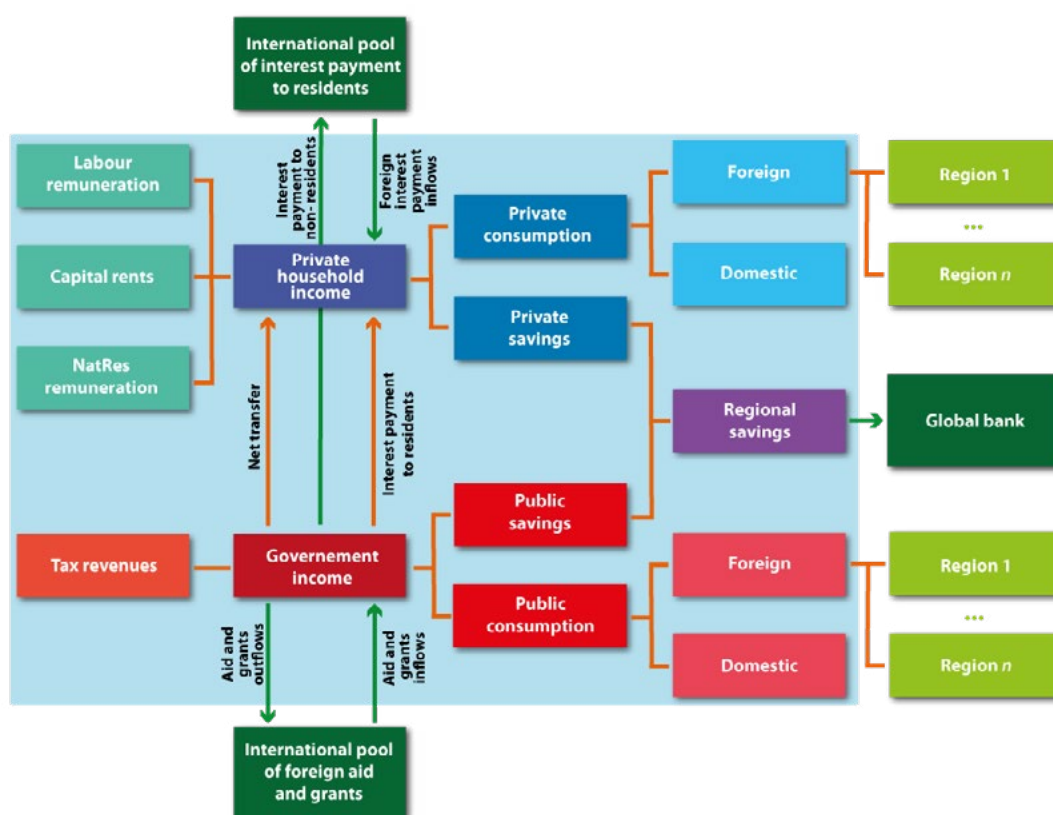 International pool
of interest payment
to residents
Interest
payment to
non- residents
Foreign
interest
payment
inflows
Labour
remuneration
Capital rents
NatRes
remuneration
Private
household
income
Private
consumption
Private
savings
Foreign
Domestic
Region 1
...
Region n
Net transfer
Interest payment
to residents
Regional
savings
Global bank
Tax revenues
Governement
income
Public
savings
Public
consumption
Foreign
Domestic
Region 1
...
Region n
Aid and
grants
outflows
Aid and
grants
inflows
International pool
of foreign aid
and grants